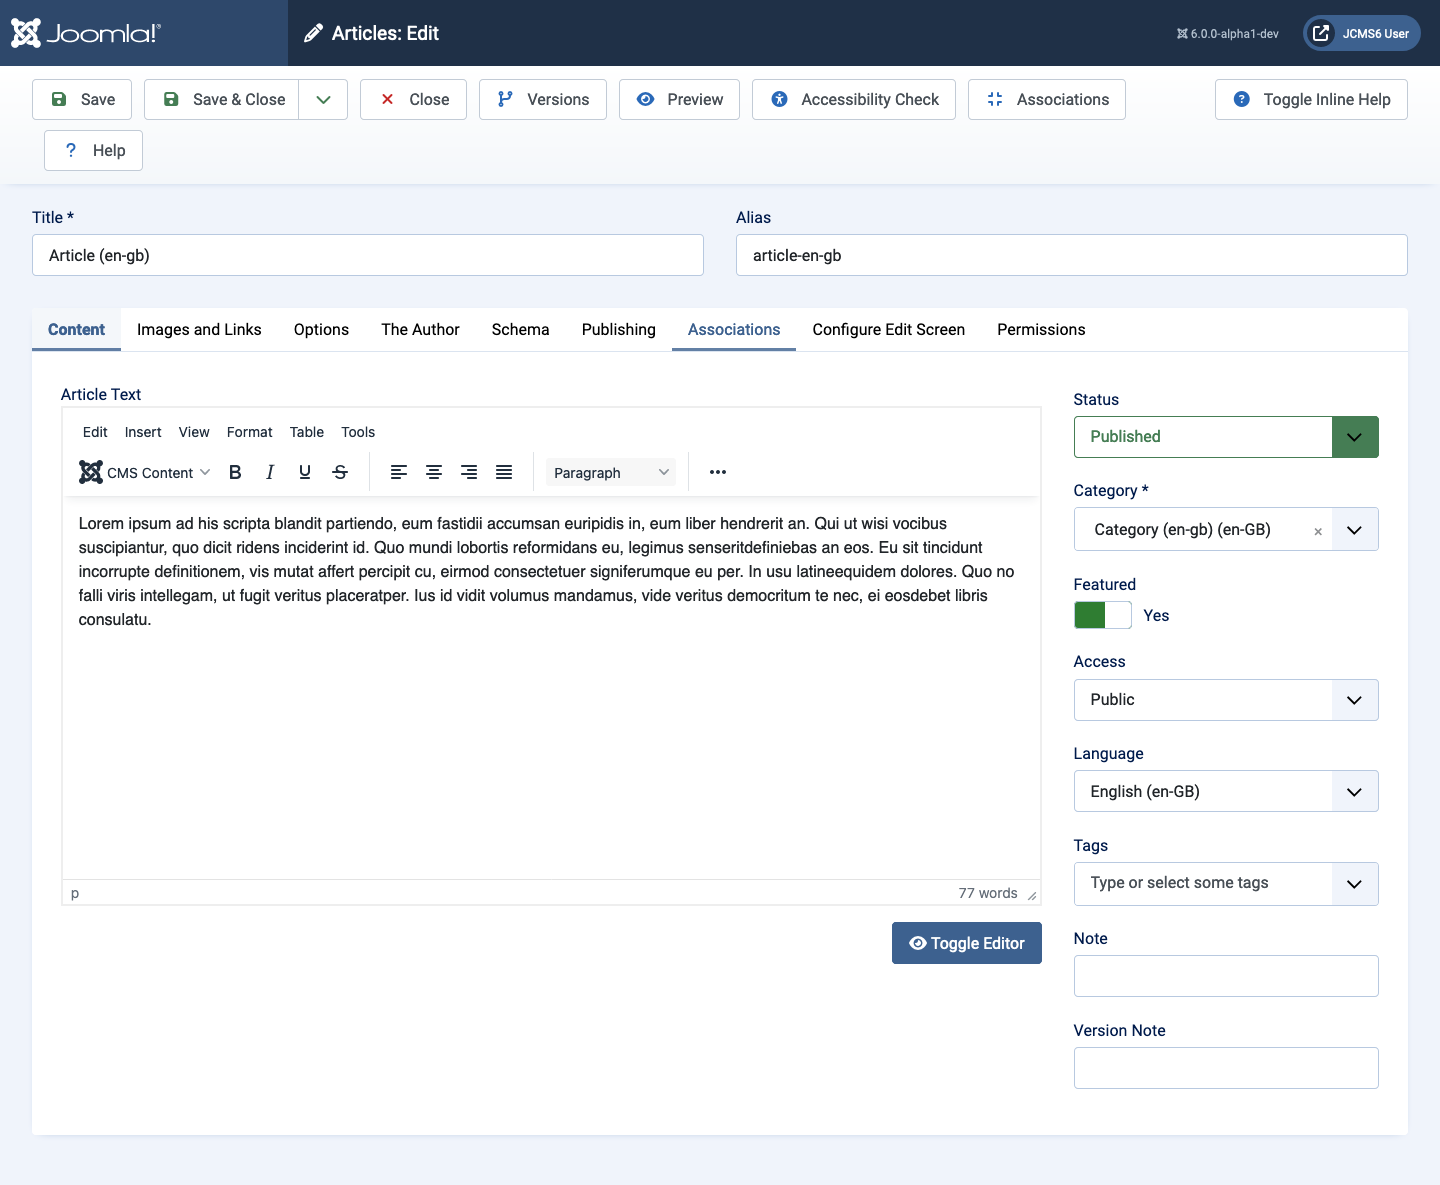 Joomla!®
Articles: Edit
6.0.0-alpha1-dev
JCMS6 User
Save
Save & Close
Close
Versions
Preview
Accessibility Check
Associations
Toggle Inline Help
? Help
Title *
Alias
Article (en-gb)
article-en-gb
Content
Images and Links
Options
The Author
Schema
Publishing
Associations
Configure Edit Screen
Permissions
Article Text
Edit Insert View Format Table Tools
CMS Content B I U S Paragraph
Lorem ipsum ad his scripta blandit partiendo, eum fastidii accumsan euripidis in, eum liber hendrerit an. Qui ut wisi vocibus
suscipiantur, quo dicit ridens inciderint id. Quo mundi lobortis reformidans eu, legimus senseritdefiniebas an eos. Eu sit tincidunt
incorrupte definitionem, vis mutat affert percipit cu, eirmod consectetuer signiferumque eu per. In usu latineequidem dolores. Quo no
falli viris intellegam, ut fugit veritus placeratper. Ius id vidit volumus mandamus, vide veritus democritum te nec, ei eosdebet libris
consulatu.
p
77 words
Toggle Editor
Status
Published
Category *
Category (en-gb) (en-GB) ×
Featured
Yes
Access
Public
Language
English (en-GB)
Tags
Type or select some tags
Note
Version Note